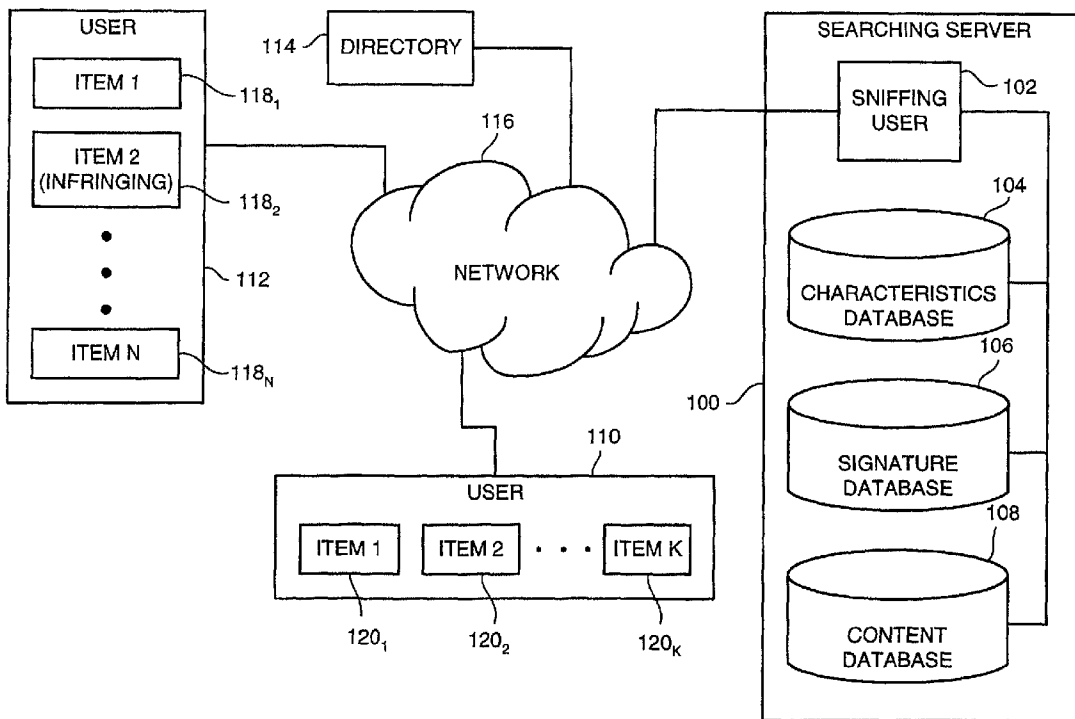 USER
ITEM 1
118₁
ITEM 2
(INFRINGING)
118₂
112
ITEM N
118N
114
DIRECTORY
116
NETWORK
110
USER
ITEM 1
ITEM 2
ITEM K
120₁
120₂
120K
SEARCHING SERVER
102
SNIFFING
USER
104
CHARACTERISTICS
DATABASE
106
100
SIGNATURE
DATABASE
108
CONTENT
DATABASE